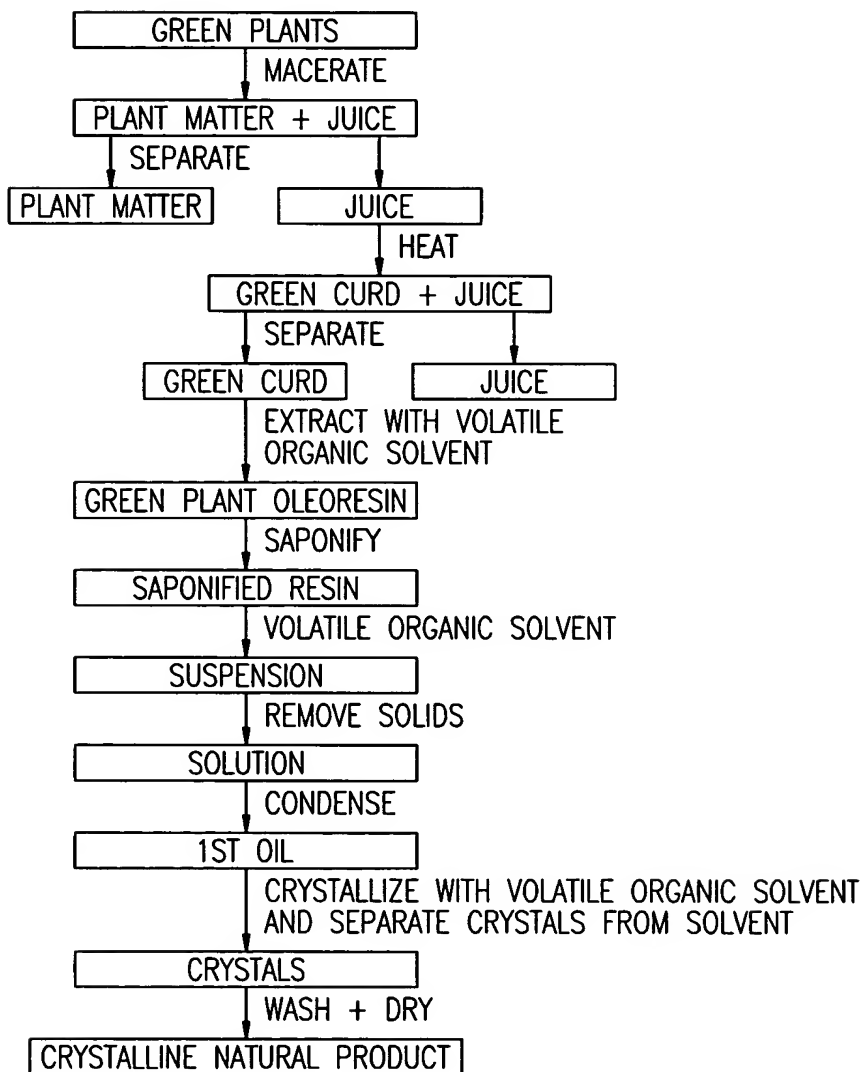 GREEN PLANTS
MACERATE
PLANT MATTER + JUICE
SEPARATE
PLANT MATTER
JUICE
HEAT
GREEN CURD + JUICE
SEPARATE
GREEN CURD
JUICE
EXTRACT WITH VOLATILE
ORGANIC SOLVENT
GREEN PLANT OLEORESIN
SAPONIFY
SAPONIFIED RESIN
VOLATILE ORGANIC SOLVENT
SUSPENSION
REMOVE SOLIDS
SOLUTION
CONDENSE
1ST OIL
CRYSTALLIZE WITH VOLATILE ORGANIC SOLVENT
AND SEPARATE CRYSTALS FROM SOLVENT
CRYSTALS
WASH + DRY
CRYSTALLINE NATURAL PRODUCT